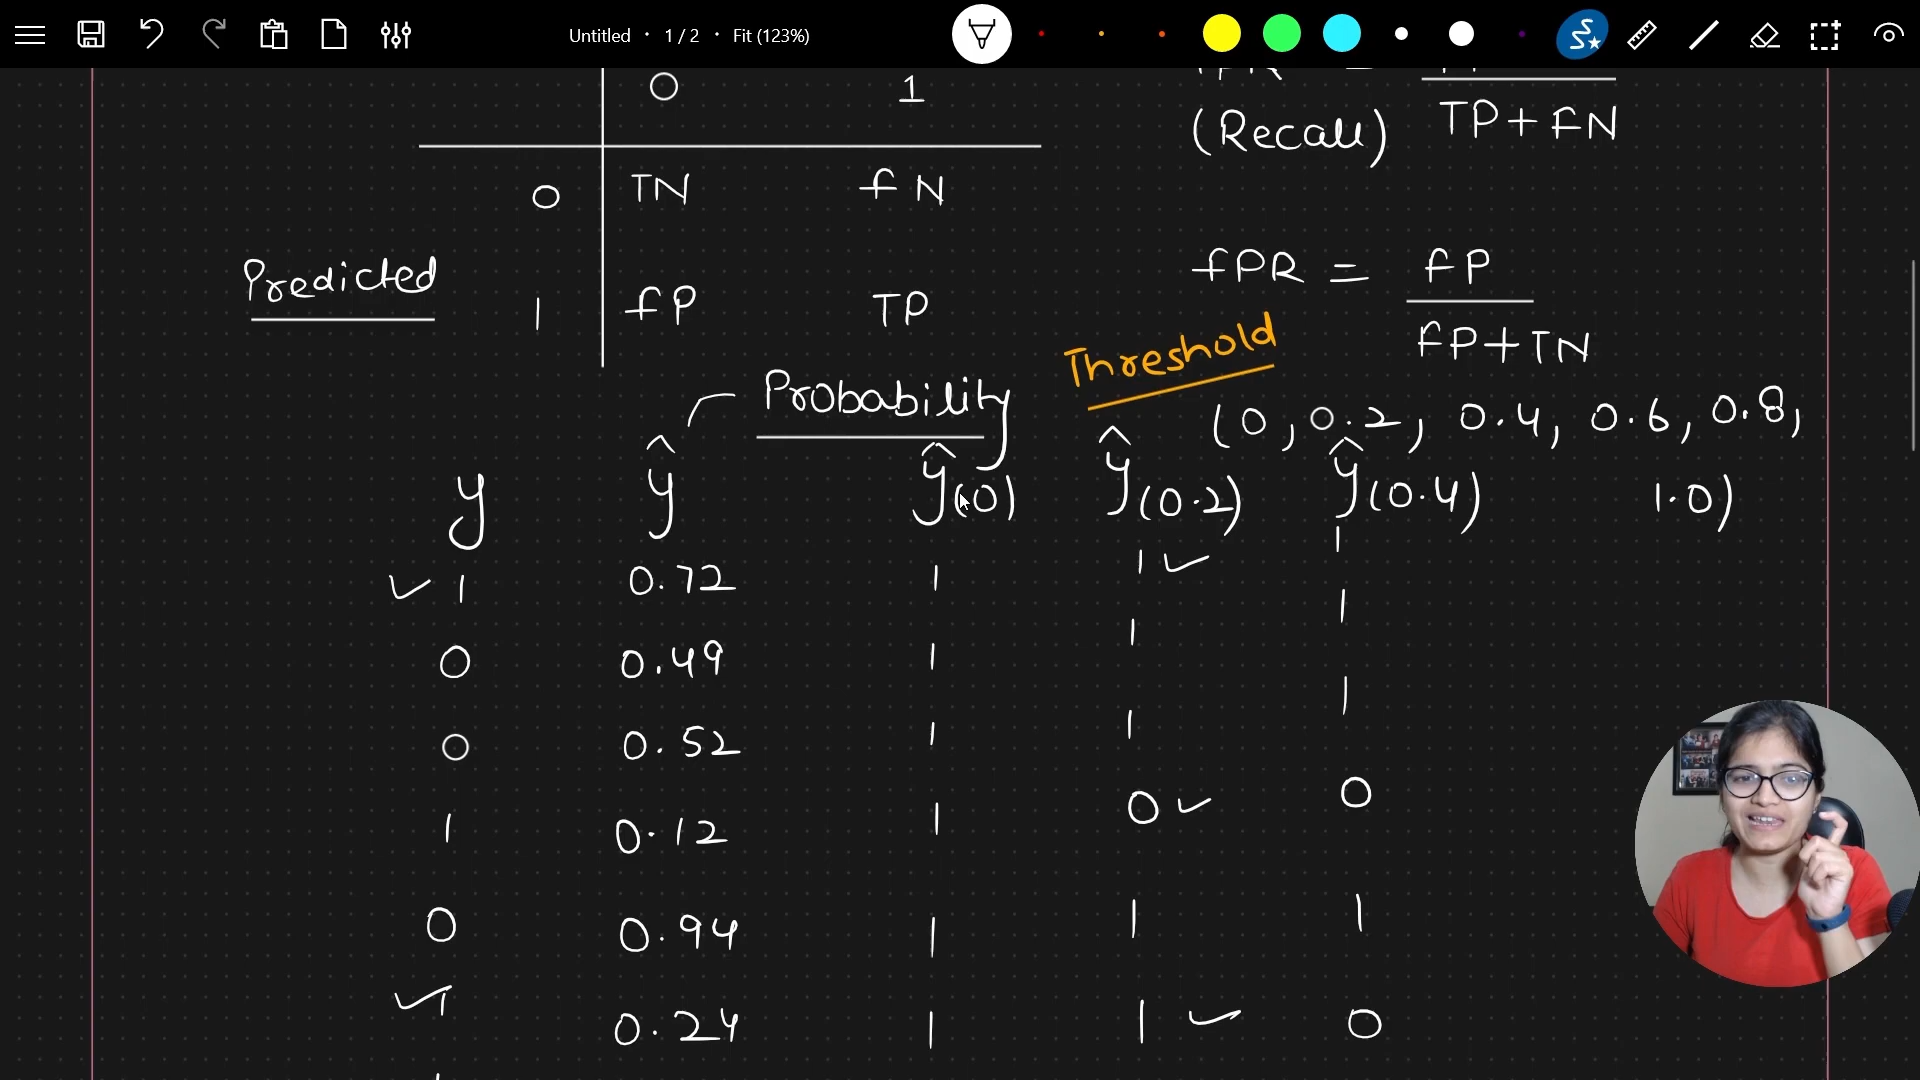 Untitled • 1 / 2 • Fit (123%)
0 1
(Recall) TP + fN
0 TN fN
Predicted
1 fP TP
fPR = fP
fP + TN
Threshold
Probability
(0, 0.2, 0.4, 0.6, 0.8,
y ŷ ŷ(0) ŷ(0.2) ŷ(0.4) 1.0)
✓ 1 0.72 1 1 ✓ 1
0 0.49 1 1 1
0 0.52 1 1 1
1 0.12 1 0 ✓ 0
0 0.94 1 1 1
✓ 1 0.24 1 1 ✓ 0